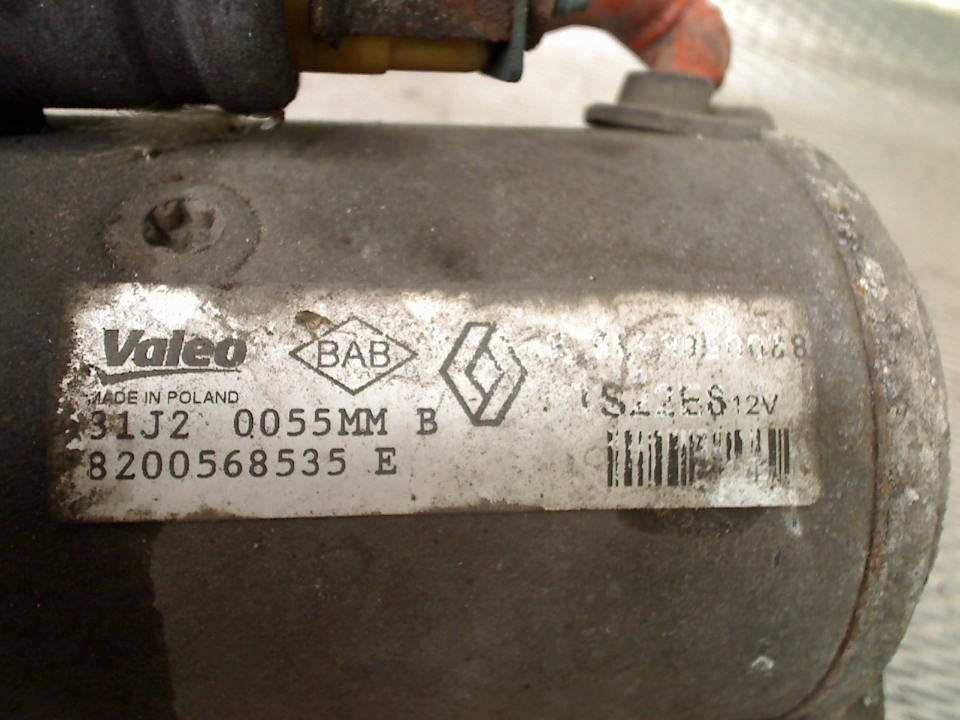 Valeo
BAB
MADE IN POLAND
12V
31J2 0055MM B
8200568535 E